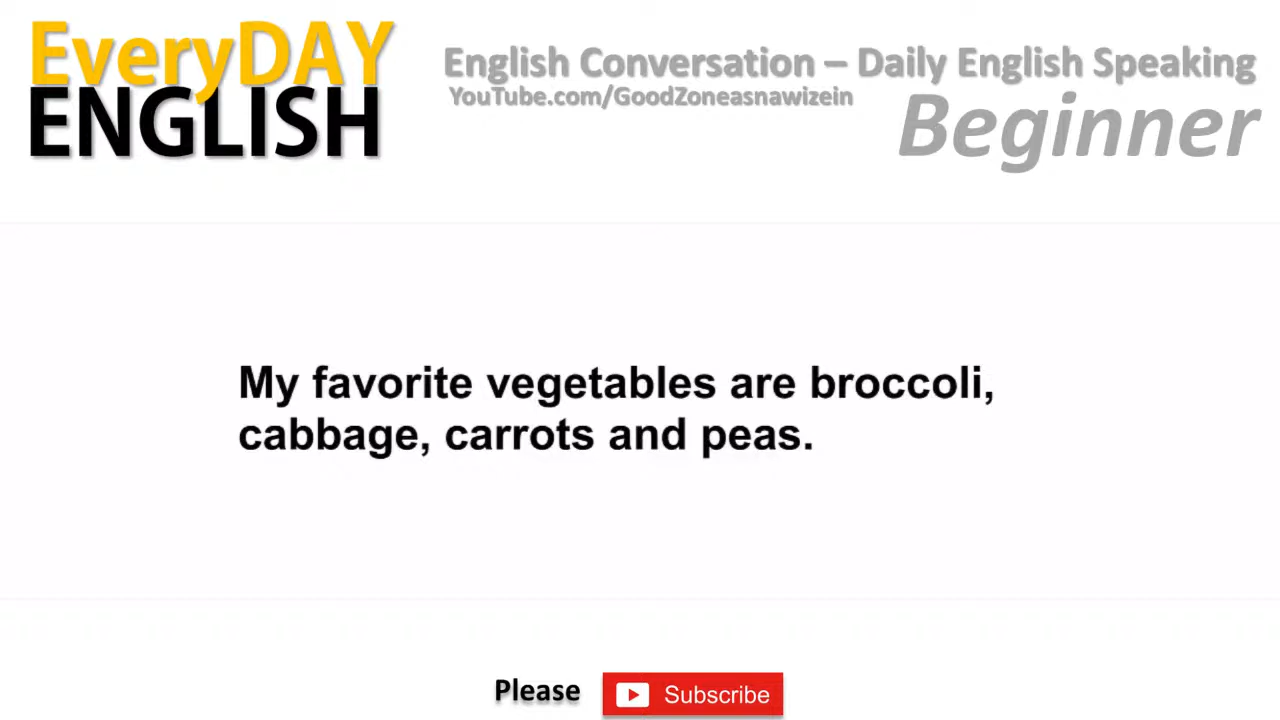 EveryDAY
ENGLISH
English Conversation – Daily English Speaking
YouTube.com/GoodZoneasnawizein
Beginner
My favorite vegetables are broccoli,
cabbage, carrots and peas.
Please Subscribe